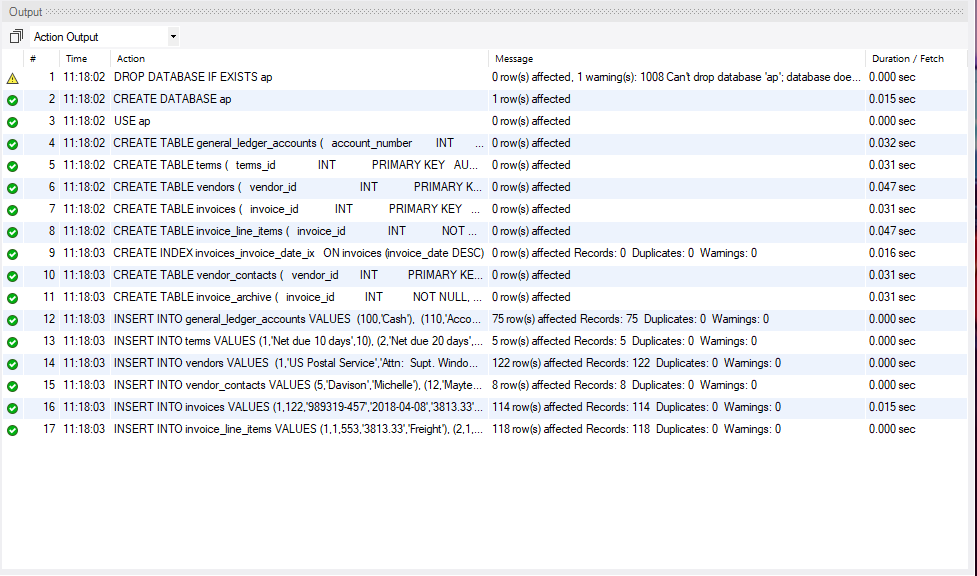 Output
Action Output
# Time Action Message Duration / Fetch
1 11:18:02 DROP DATABASE IF EXISTS ap 0 row(s) affected, 1 warning(s): 1008 Can't drop database 'ap'; database doe... 0.000 sec
2 11:18:02 CREATE DATABASE ap 1 row(s) affected 0.015 sec
3 11:18:02 USE ap 0 row(s) affected 0.000 sec
4 11:18:02 CREATE TABLE general_ledger_accounts ( account_number INT ... 0 row(s) affected 0.032 sec
5 11:18:02 CREATE TABLE terms ( terms_id INT PRIMARY KEY AU... 0 row(s) affected 0.031 sec
6 11:18:02 CREATE TABLE vendors ( vendor_id INT PRIMARY K... 0 row(s) affected 0.047 sec
7 11:18:02 CREATE TABLE invoices ( invoice_id INT PRIMARY KEY ... 0 row(s) affected 0.031 sec
8 11:18:02 CREATE TABLE invoice_line_items ( invoice_id INT NOT ... 0 row(s) affected 0.047 sec
9 11:18:03 CREATE INDEX invoices_invoice_date_ix ON invoices (invoice_date DESC) 0 row(s) affected Records: 0 Duplicates: 0 Warnings: 0 0.016 sec
10 11:18:03 CREATE TABLE vendor_contacts ( vendor_id INT PRIMARY KE... 0 row(s) affected 0.031 sec
11 11:18:03 CREATE TABLE invoice_archive ( invoice_id INT NOT NULL, ... 0 row(s) affected 0.031 sec
12 11:18:03 INSERT INTO general_ledger_accounts VALUES (100,'Cash'), (110,'Acco... 75 row(s) affected Records: 75 Duplicates: 0 Warnings: 0 0.000 sec
13 11:18:03 INSERT INTO terms VALUES (1,'Net due 10 days',10), (2,'Net due 20 days',... 5 row(s) affected Records: 5 Duplicates: 0 Warnings: 0 0.000 sec
14 11:18:03 INSERT INTO vendors VALUES (1,'US Postal Service','Attn: Supt. Windo... 122 row(s) affected Records: 122 Duplicates: 0 Warnings: 0 0.000 sec
15 11:18:03 INSERT INTO vendor_contacts VALUES (5,'Davison','Michelle'), (12,'Mayte... 8 row(s) affected Records: 8 Duplicates: 0 Warnings: 0 0.000 sec
16 11:18:03 INSERT INTO invoices VALUES (1,122,'989319-457','2018-04-08','3813.33'... 114 row(s) affected Records: 114 Duplicates: 0 Warnings: 0 0.015 sec
17 11:18:03 INSERT INTO invoice_line_items VALUES (1,1,553,'3813.33','Freight'), (2,1,... 118 row(s) affected Records: 118 Duplicates: 0 Warnings: 0 0.000 sec